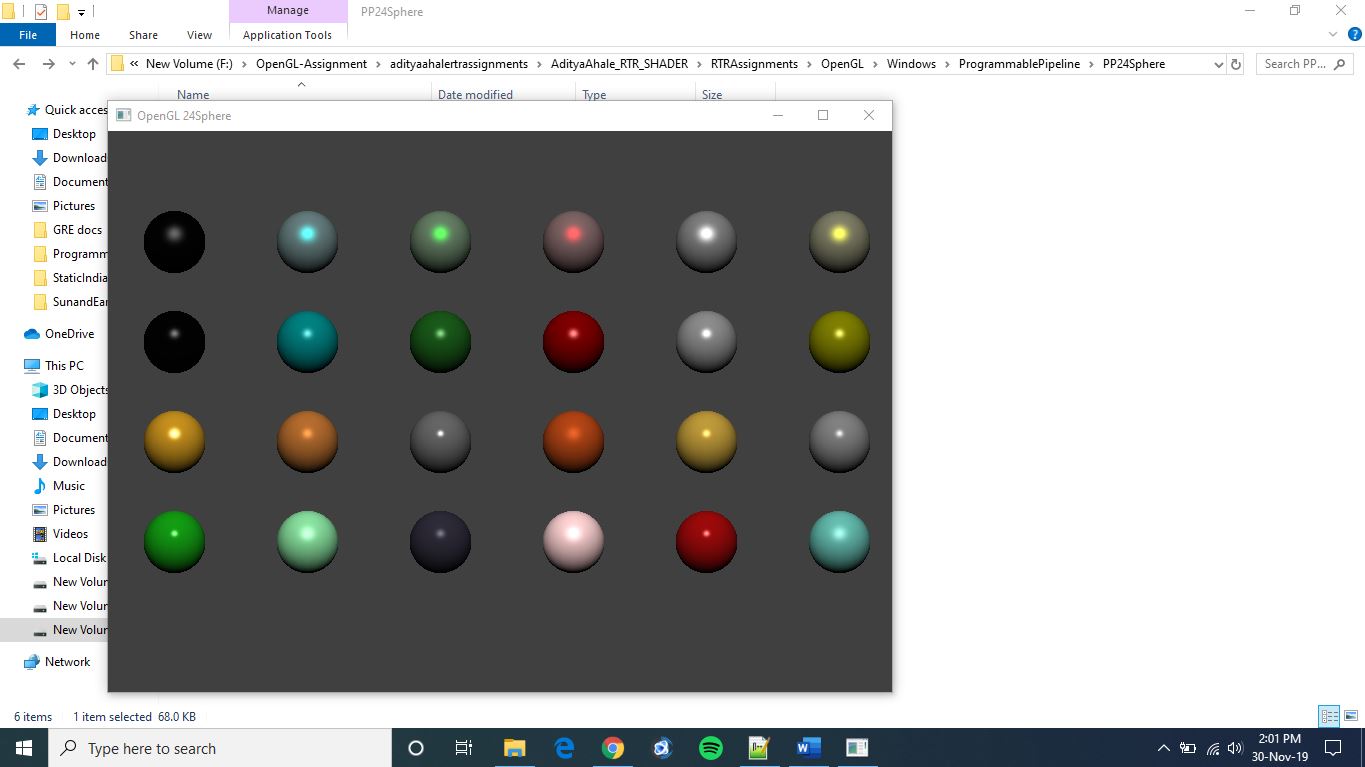 Manage
PP24Sphere
File
Home
Share
View
Application Tools
« New Volume (F:) > OpenGL-Assignment > adityaahalertrassignments > AdityaAhale_RTR_SHADER > RTRAssignments > OpenGL > Windows > ProgrammablePipeline > PP24Sphere
Search PP...
Name
Date modified
Type
Size
Quick acces
OpenGL 24Sphere
Desktop
Download
Document
Pictures
GRE docs
Programm
StaticIndia
SunandEar
OneDrive
This PC
3D Objects
Desktop
Document
Download
Music
Pictures
Videos
Local Disk
New Volur
New Volur
New Volur
Network
6 items
1 item selected 68.0 KB
Type here to search
2:01 PM
30-Nov-19